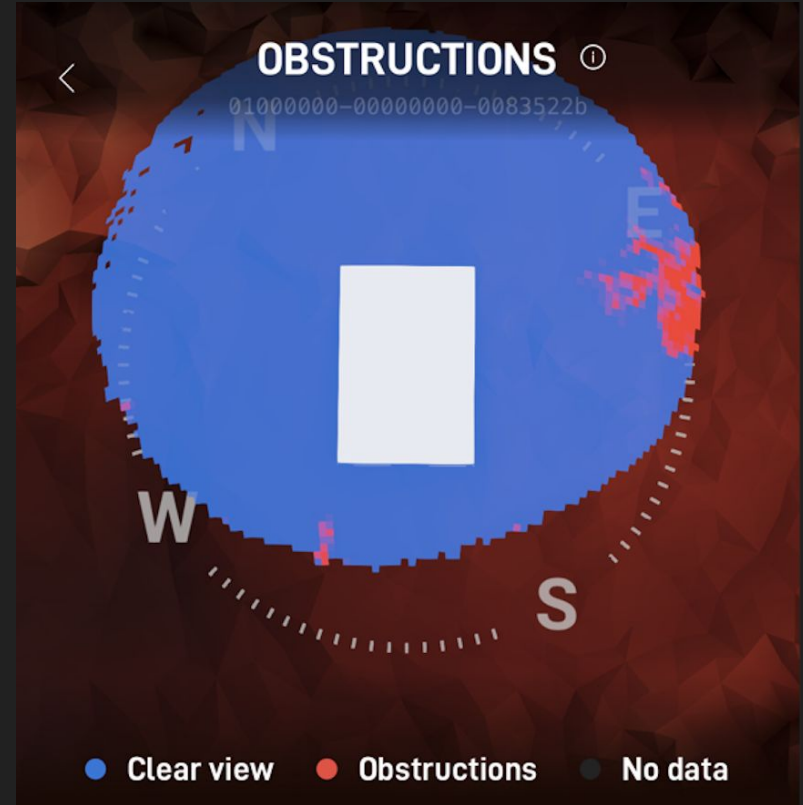 OBSTRUCTIONS
01000000-00000000-0083522b
N
E
W
S
Clear view Obstructions No data